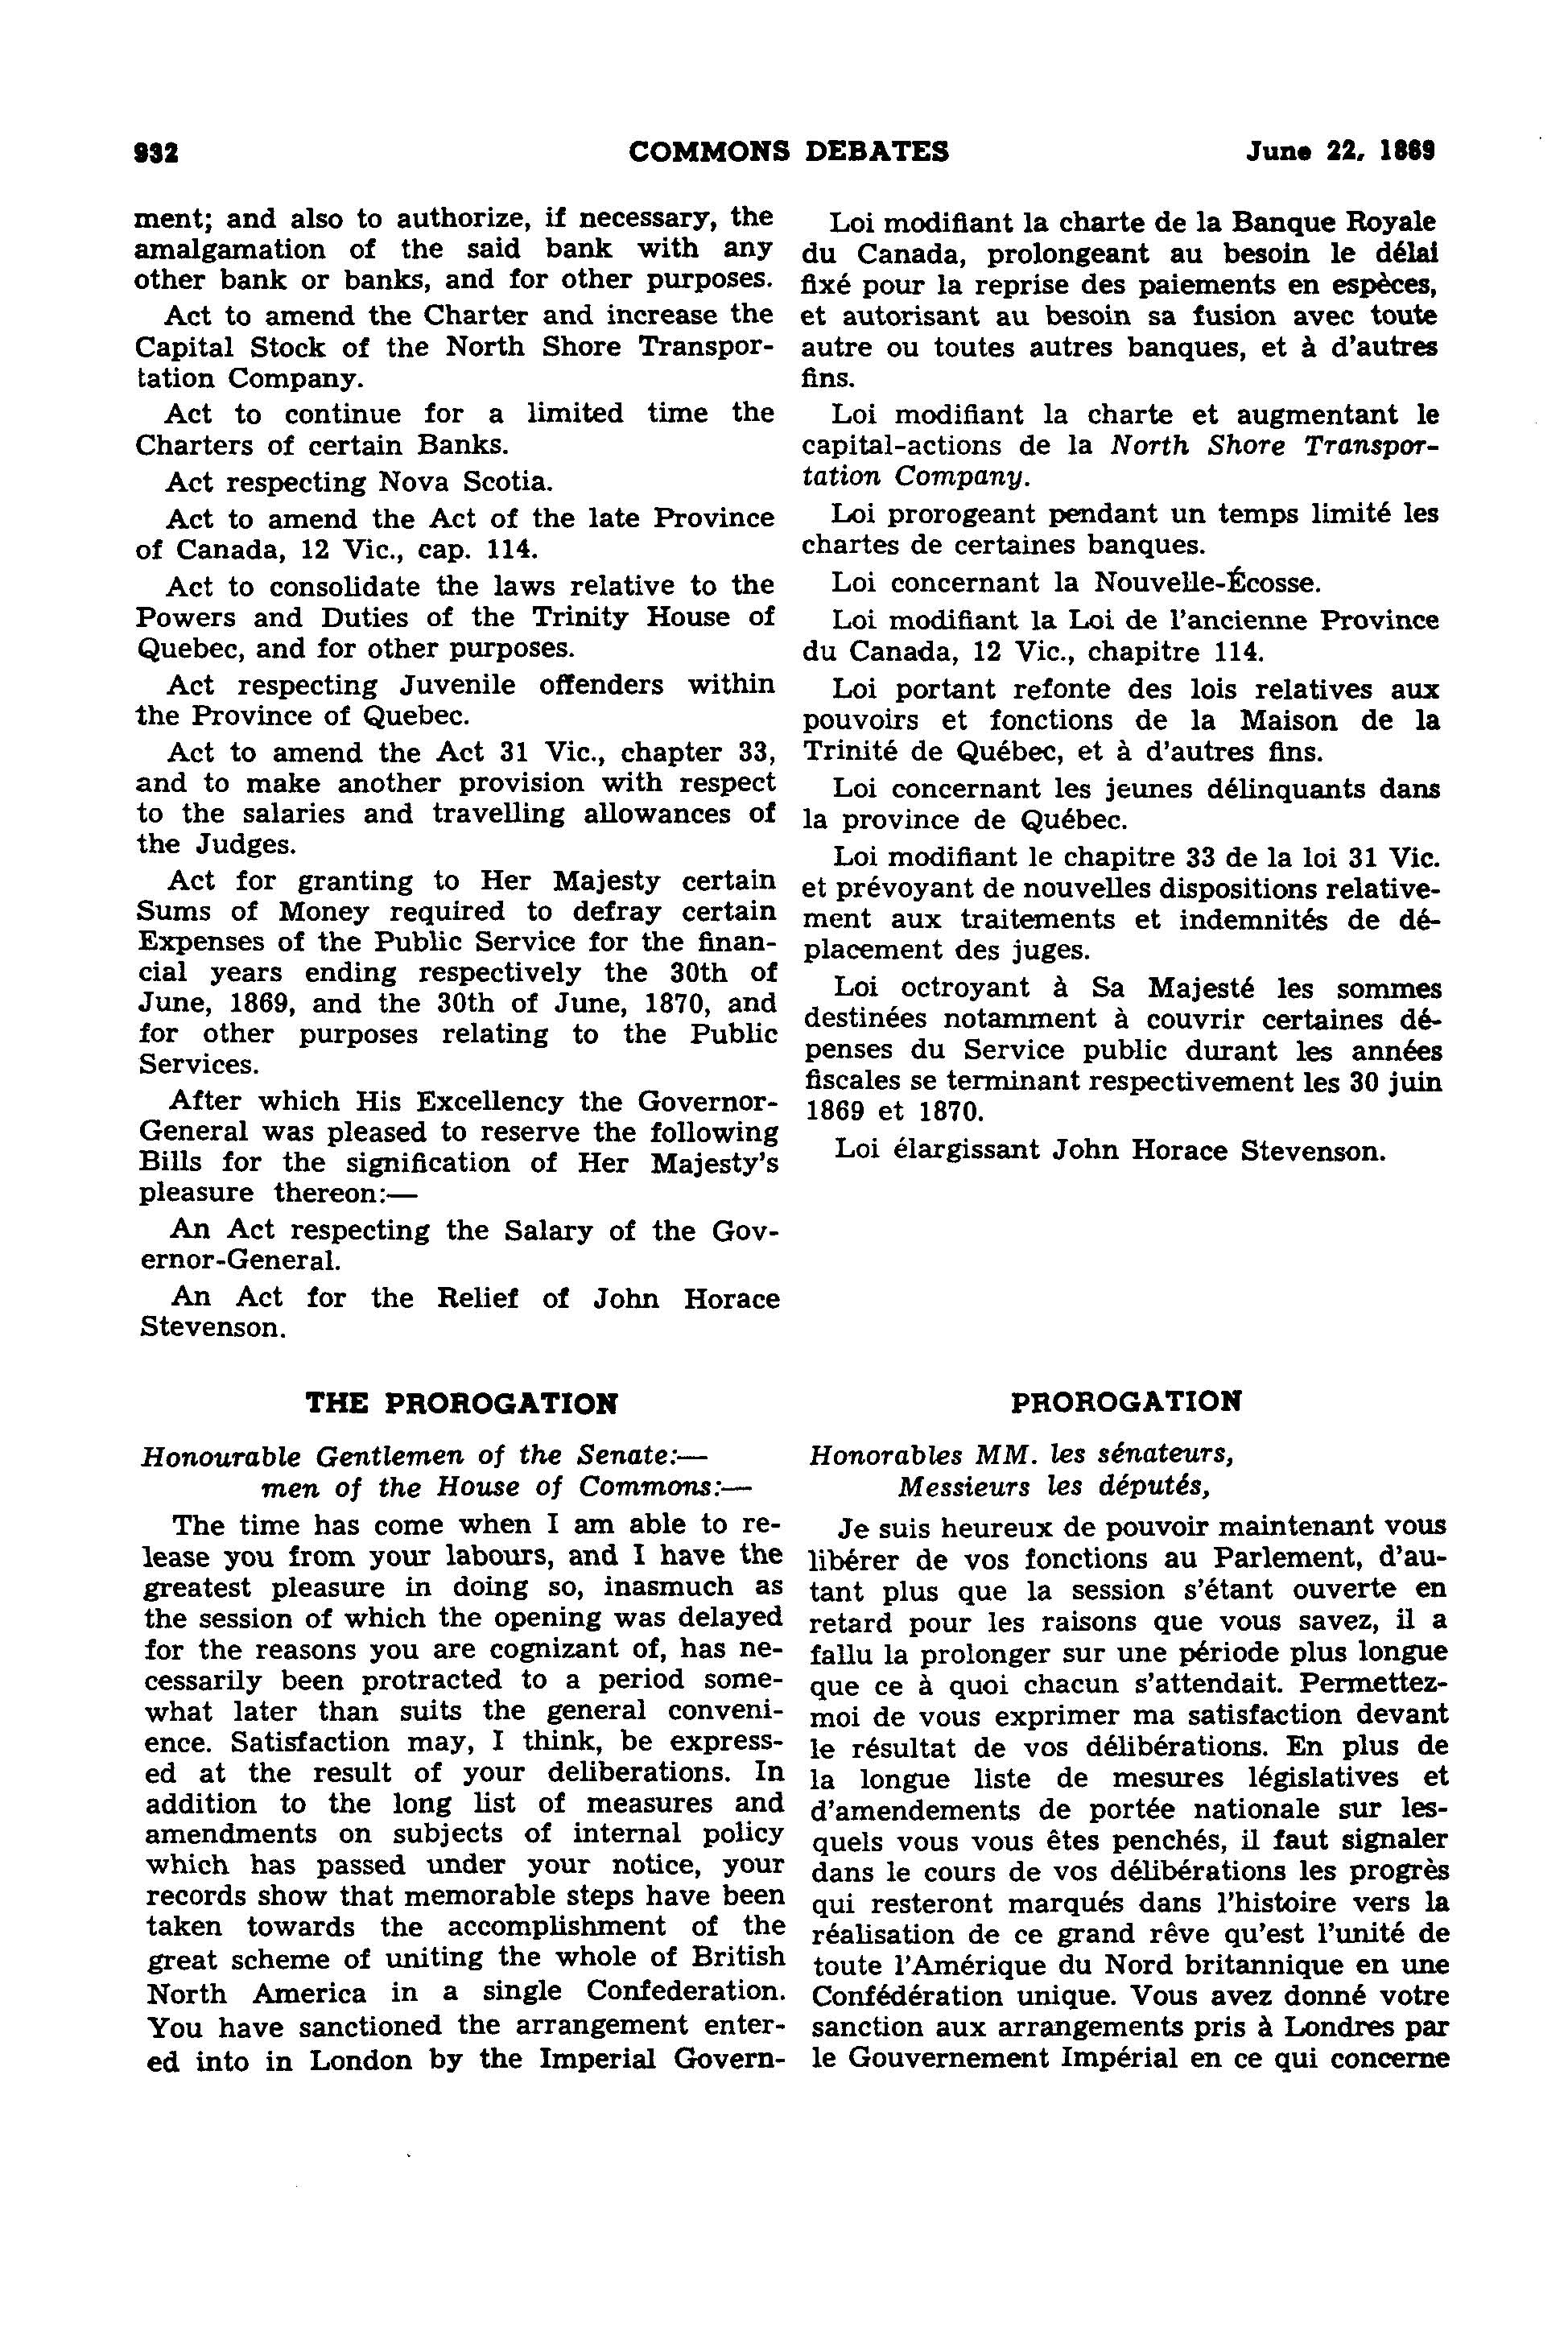 932 COMMONS DEBATES June 22, 1869
ment; and also to authorize, if necessary, the
amalgamation of the said bank with any
other bank or banks, and for other purposes.
Act to amend the Charter and increase the
Capital Stock of the North Shore Transpor-
tation Company.
Act to continue for a limited time the
Charters of certain Banks.
Act respecting Nova Scotia.
Act to amend the Act of the late Province
of Canada, 12 Vic., cap. 114.
Act to consolidate the laws relative to the
Powers and Duties of the Trinity House of
Quebec, and for other purposes.
Act respecting Juvenile offenders within
the Province of Quebec.
Act to amend the Act 31 Vic., chapter 33,
and to make another provision with respect
to the salaries and travelling allowances of
the Judges.
Act for granting to Her Majesty certain
Sums of Money required to defray certain
Expenses of the Public Service for the finan-
cial years ending respectively the 30th of
June, 1869, and the 30th of June, 1870, and
for other purposes relating to the Public
Services.
After which His Excellency the Governor-
General was pleased to reserve the following
Bills for the signification of Her Majesty's
pleasure thereon:—
An Act respecting the Salary of the Gov-
ernor-General.
An Act for the Relief of John Horace
Stevenson.
THE PROROGATION
Honourable Gentlemen of the Senate:—
men of the House of Commons:—
The time has come when I am able to re-
lease you from your labours, and I have the
greatest pleasure in doing so, inasmuch as
the session of which the opening was delayed
for the reasons you are cognizant of, has ne-
cessarily been protracted to a period some-
what later than suits the general conveni-
ence. Satisfaction may, I think, be express-
ed at the result of your deliberations. In
addition to the long list of measures and
amendments on subjects of internal policy
which has passed under your notice, your
records show that memorable steps have been
taken towards the accomplishment of the
great scheme of uniting the whole of British
North America in a single Confederation.
You have sanctioned the arrangement enter-
ed into in London by the Imperial Govern-
Loi modifiant la charte de la Banque Royale
du Canada, prolongeant au besoin le délai
fixé pour la reprise des paiements en espèces,
et autorisant au besoin sa fusion avec toute
autre ou toutes autres banques, et à d'autres
fins.
Loi modifiant la charte et augmentant le
capital-actions de la North Shore Transpor-
tation Company.
Loi prorogeant pendant un temps limité les
chartes de certaines banques.
Loi concernant la Nouvelle-Écosse.
Loi modifiant la Loi de l'ancienne Province
du Canada, 12 Vic., chapitre 114.
Loi portant refonte des lois relatives aux
pouvoirs et fonctions de la Maison de la
Trinité de Québec, et à d'autres fins.
Loi concernant les jeunes délinquants dans
la province de Québec.
Loi modifiant le chapitre 33 de la loi 31 Vic.
et prévoyant de nouvelles dispositions relative-
ment aux traitements et indemnités de dé-
placement des juges.
Loi octroyant à Sa Majesté les sommes
destinées notamment à couvrir certaines dé-
penses du Service public durant les années
fiscales se terminant respectivement les 30 juin
1869 et 1870.
Loi élargissant John Horace Stevenson.
PROROGATION
Honorables MM. les sénateurs,
Messieurs les députés,
Je suis heureux de pouvoir maintenant vous
libérer de vos fonctions au Parlement, d'au-
tant plus que la session s'étant ouverte en
retard pour les raisons que vous savez, il a
fallu la prolonger sur une période plus longue
que ce à quoi chacun s'attendait. Permettez-
moi de vous exprimer ma satisfaction devant
le résultat de vos délibérations. En plus de
la longue liste de mesures législatives et
d'amendements de portée nationale sur les-
quels vous vous êtes penchés, il faut signaler
dans le cours de vos délibérations les progrès
qui resteront marqués dans l'histoire vers la
réalisation de ce grand rêve qu'est l'unité de
toute l'Amérique du Nord britannique en une
Confédération unique. Vous avez donné votre
sanction aux arrangements pris à Londres par
le Gouvernement Impérial en ce qui concerne